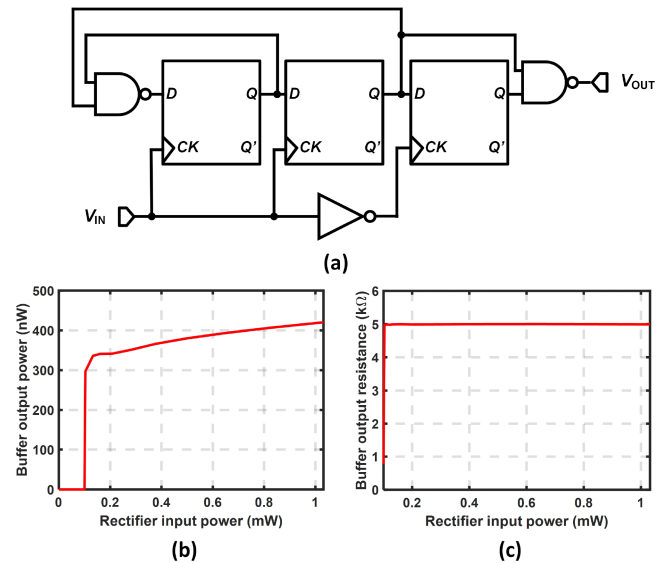 D Q D Q D Q
V_OUT
CK Q' CK Q' CK Q'
V_IN
(a)
500
400
300
200
100
0
0 0.2 0.4 0.6 0.8 1
Buffer output power (nW)
Rectifier input power (mW)
(b)
6
5
4
3
2
1
0
0.2 0.4 0.6 0.8 1
Buffer output resistance (kΩ)
Rectifier input power (mW)
(c)